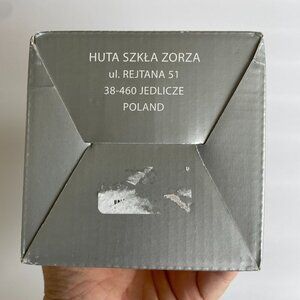 HUTA SZKŁA ZORZA
ul. REJTANA 51
38-460 JEDLICZE
POLAND